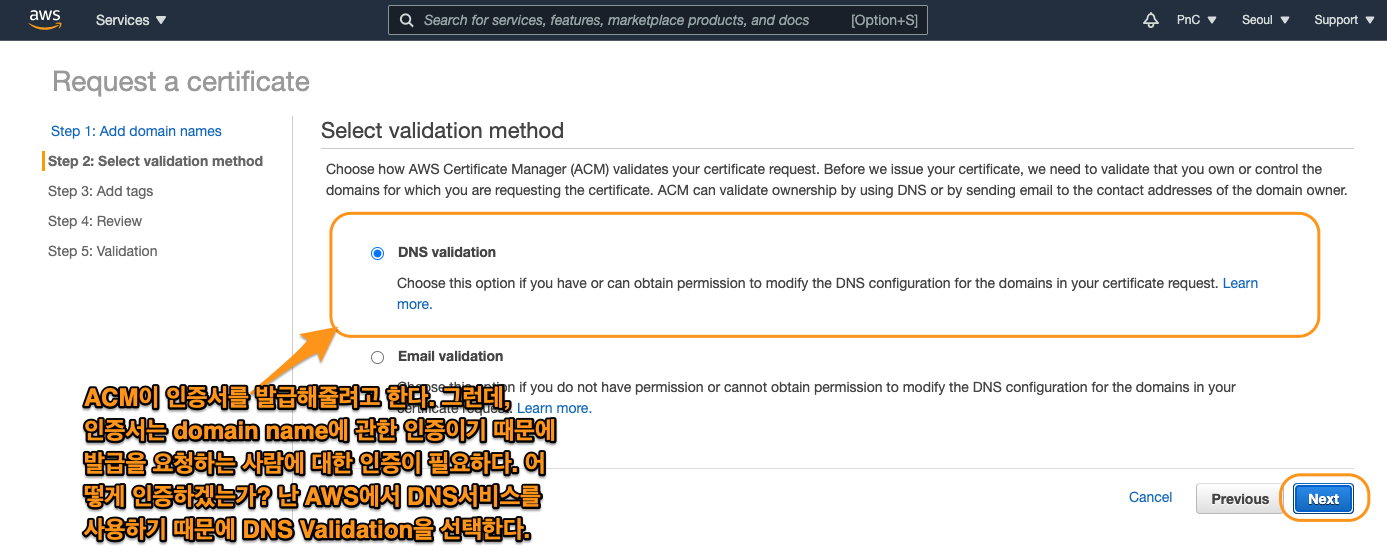 aws Services Search for services, features, marketplace products, and docs [Option+S] PnC Seoul Support
Request a certificate
Step 1: Add domain names
Step 2: Select validation method
Step 3: Add tags
Step 4: Review
Step 5: Validation
Select validation method
Choose how AWS Certificate Manager (ACM) validates your certificate request. Before we issue your certificate, we need to validate that you own or control the
domains for which you are requesting the certificate. ACM can validate ownership by using DNS or by sending email to the contact addresses of the domain owner.
DNS validation
Choose this option if you have or can obtain permission to modify the DNS configuration for the domains in your certificate request. Learn
more.
Email validation
Choose this option if you do not have permission or cannot obtain permission to modify the DNS configuration for the domains in your
certificate request. Learn more.
ACM이 인증서를 발급해줄려고 한다. 그런데,
인증서는 domain name에 관한 인증이기 때문에
발급을 요청하는 사람에 대한 인증이 필요하다. 어
떻게 인증하겠는가? 난 AWS에서 DNS서비스를
사용하기 때문에 DNS Validation을 선택한다.
Cancel Previous Next